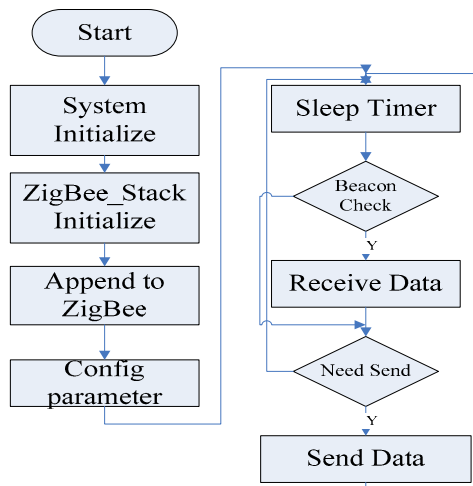 Start
System
Initialize
ZigBee_Stack
Initialize
Append to
ZigBee
Config
parameter
Sleep Timer
Beacon
Check
Y
Receive Data
Need Send
Y
Send Data